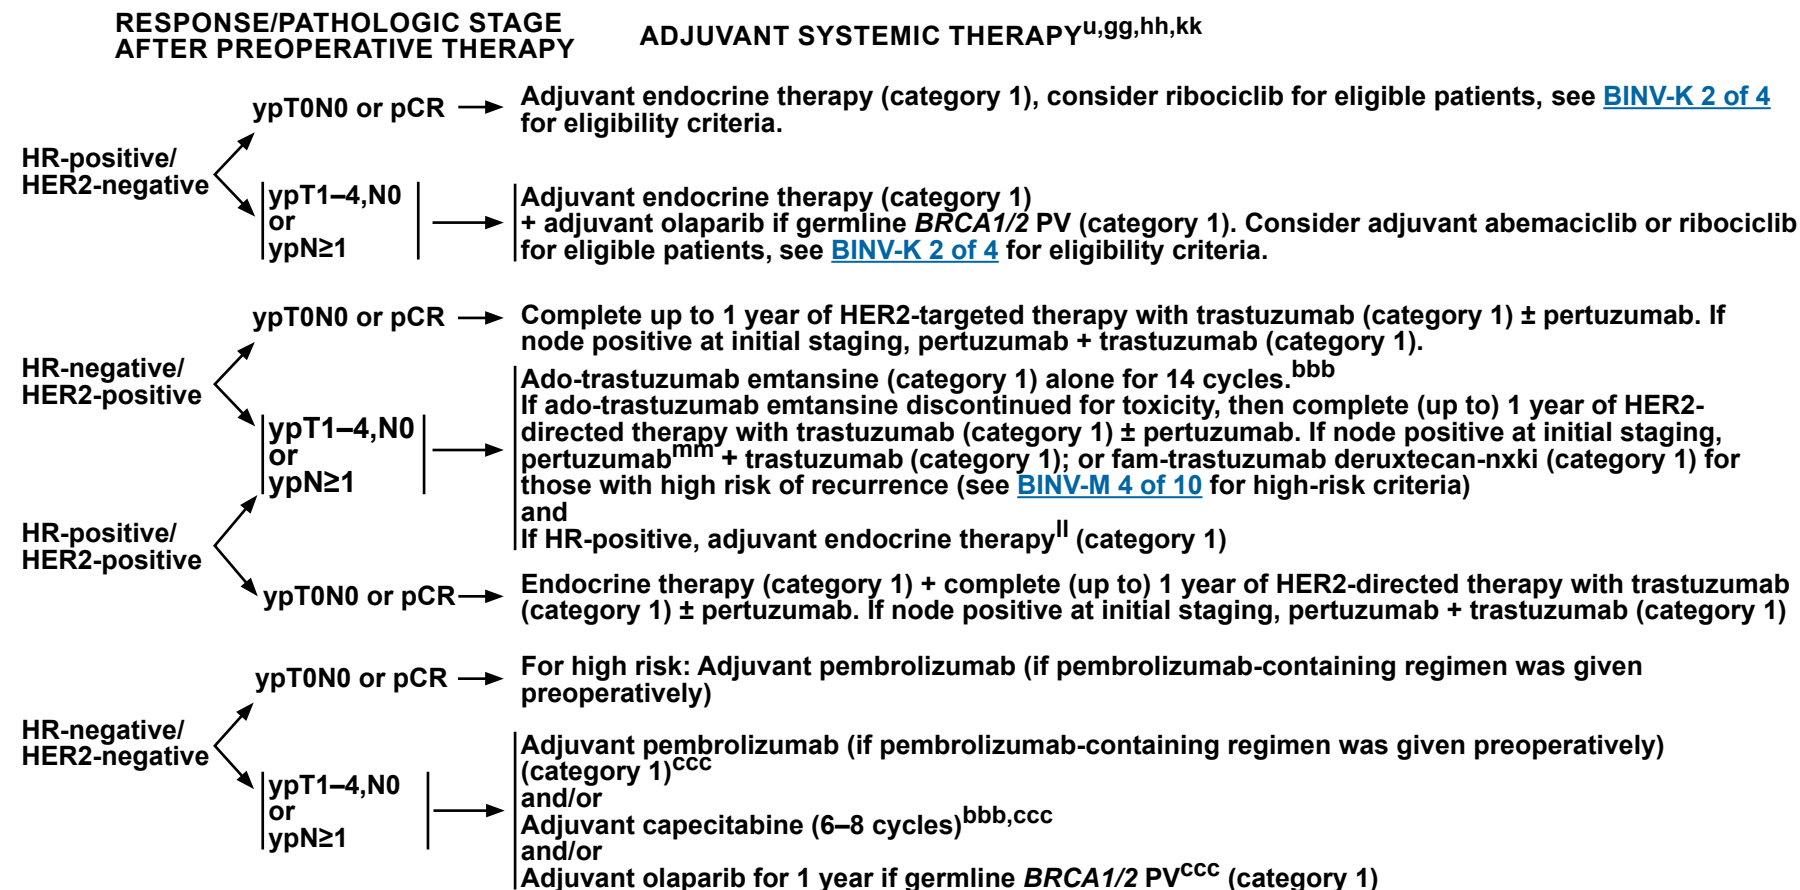 RESPONSE/PATHOLOGIC STAGE
AFTER PREOPERATIVE THERAPY
ADJUVANT SYSTEMIC THERAPYu,gg,hh,kk
HR-positive/
HER2-negative
ypT0N0 or pCR
Adjuvant endocrine therapy (category 1), consider ribociclib for eligible patients, see BINV-K 2 of 4
for eligibility criteria.
ypT1–4,N0
or
ypN≥1
Adjuvant endocrine therapy (category 1)
+ adjuvant olaparib if germline BRCA1/2 PV (category 1). Consider adjuvant abemaciclib or ribociclib
for eligible patients, see BINV-K 2 of 4 for eligibility criteria.
HR-negative/
HER2-positive
ypT0N0 or pCR
Complete up to 1 year of HER2-targeted therapy with trastuzumab (category 1) ± pertuzumab. If
node positive at initial staging, pertuzumab + trastuzumab (category 1).
ypT1–4,N0
or
ypN≥1
Ado-trastuzumab emtansine (category 1) alone for 14 cycles.bbb
If ado-trastuzumab emtansine discontinued for toxicity, then complete (up to) 1 year of HER2-
directed therapy with trastuzumab (category 1) ± pertuzumab. If node positive at initial staging,
pertuzumabmm + trastuzumab (category 1); or fam-trastuzumab deruxtecan-nxki (category 1) for
those with high risk of recurrence (see BINV-M 4 of 10 for high-risk criteria)
and
If HR-positive, adjuvant endocrine therapyll (category 1)
HR-positive/
HER2-positive
ypT0N0 or pCR
Endocrine therapy (category 1) + complete (up to) 1 year of HER2-directed therapy with trastuzumab
(category 1) ± pertuzumab. If node positive at initial staging, pertuzumab + trastuzumab (category 1)
HR-negative/
HER2-negative
ypT0N0 or pCR
For high risk: Adjuvant pembrolizumab (if pembrolizumab-containing regimen was given
preoperatively)
ypT1–4,N0
or
ypN≥1
Adjuvant pembrolizumab (if pembrolizumab-containing regimen was given preoperatively)
(category 1)ccc
and/or
Adjuvant capecitabine (6–8 cycles)bbb,ccc
and/or
Adjuvant olaparib for 1 year if germline BRCA1/2 PVccc (category 1)